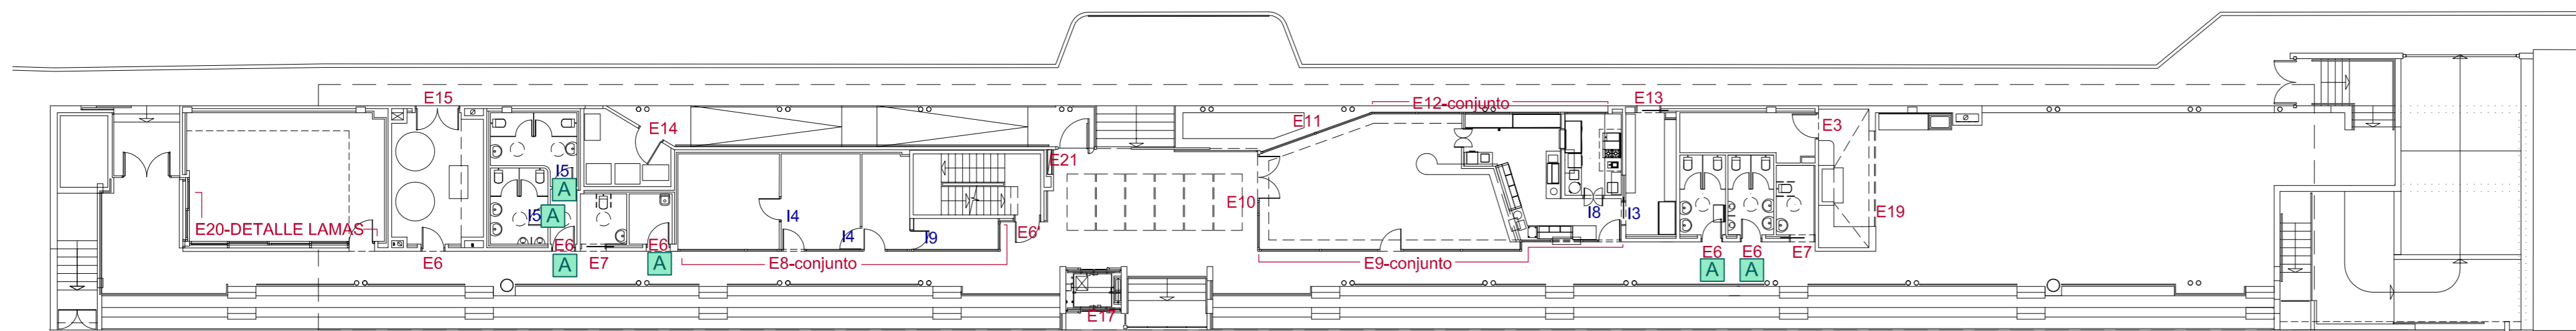 E15
E12-conjunto
E13
E11
E14
E3
E21
I5
A
E10
I4
I5
A
I8
I3
E19
E20-DETALLE LAMAS
E6'
I4
I9
E6
E6
E6
E6
E6
E7
E7
A
A
E8-conjunto
E9-conjunto
A
A
E17